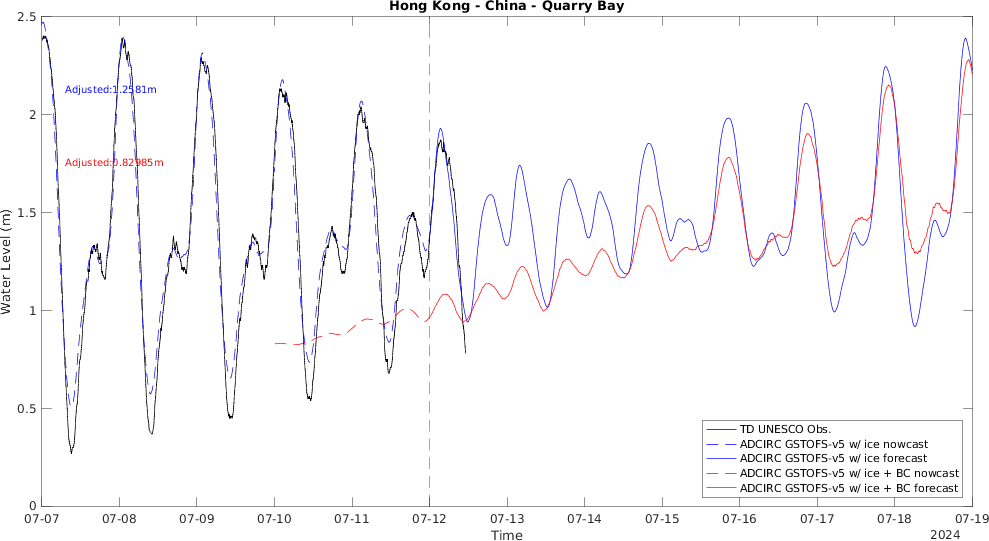 Hong Kong - China - Quarry Bay
2.5
2
1.5
1
0.5
0
Water Level (m)
Adjusted:1.2581m
Adjusted:0.82985m
TD UNESCO Obs.
ADCIRC GSTOFS-v5 w/ ice nowcast
ADCIRC GSTOFS-v5 w/ ice forecast
ADCIRC GSTOFS-v5 w/ ice + BC nowcast
ADCIRC GSTOFS-v5 w/ ice + BC forecast
07-07 07-08 07-09 07-10 07-11 07-12 07-13 07-14 07-15 07-16 07-17 07-18 07-19
Time
2024